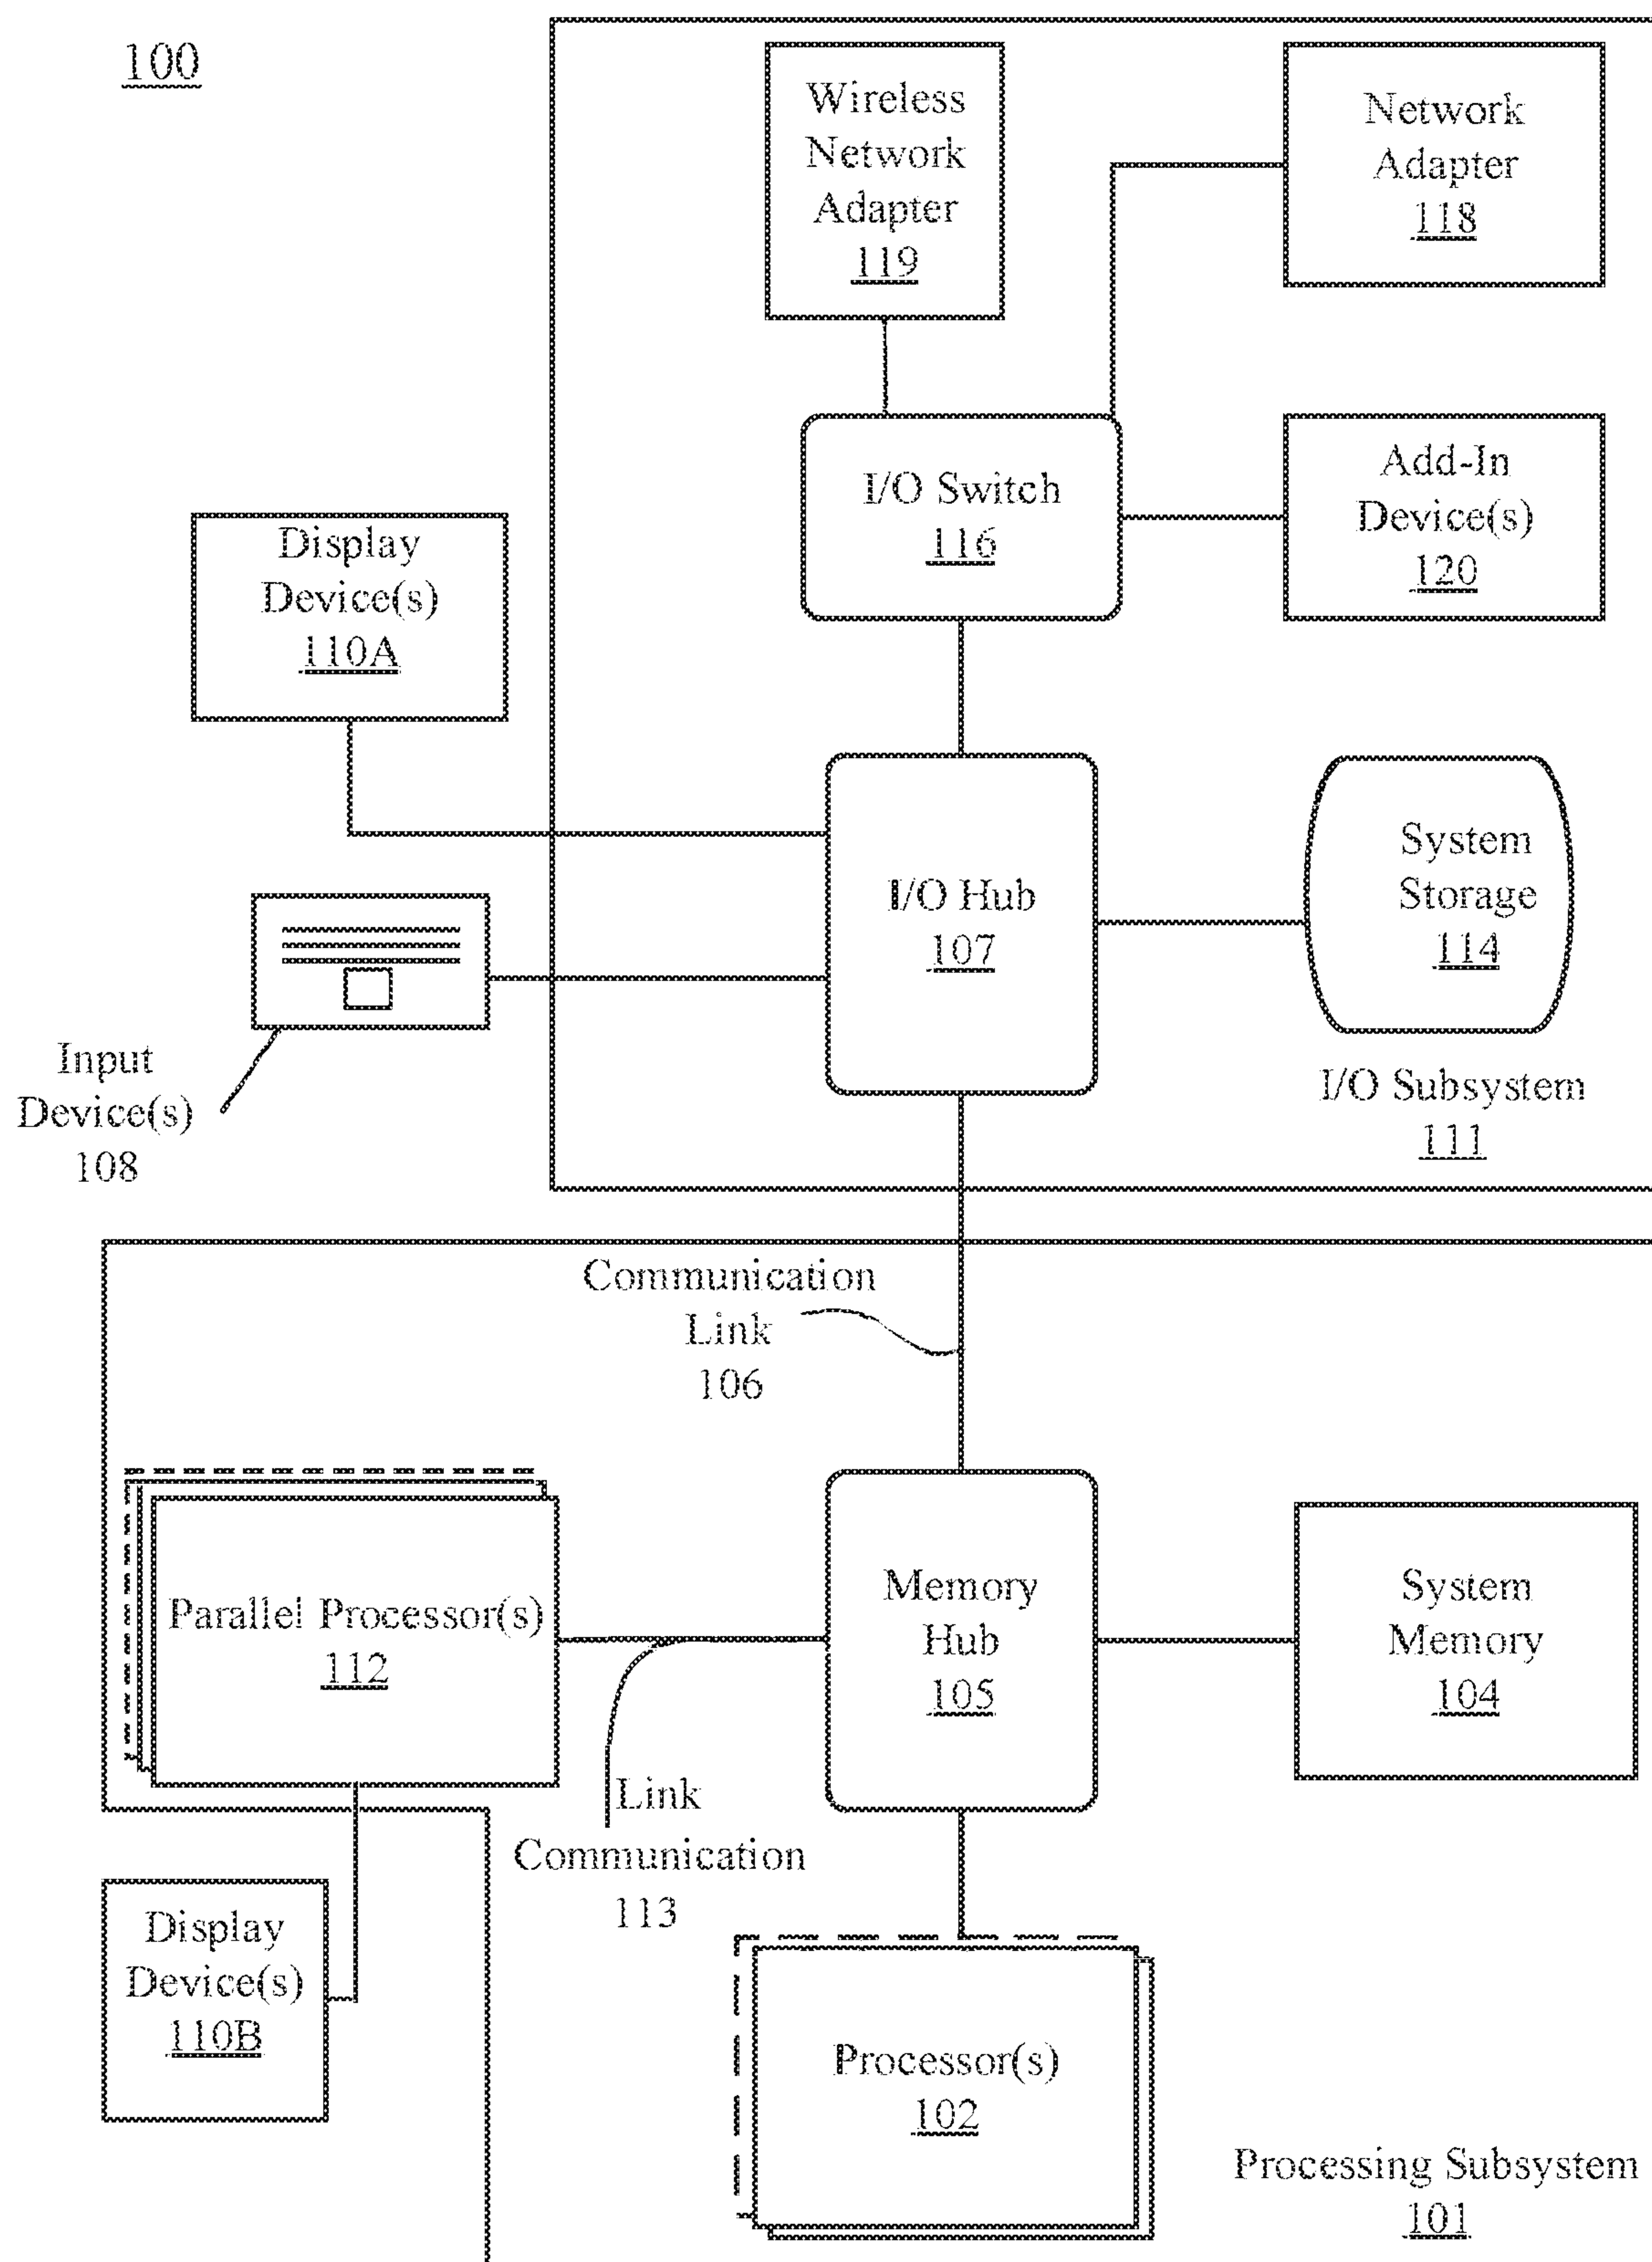 100
Wireless
Network
Adapter
119
Network
Adapter
118
I/O Switch
116
Add-In
Device(s)
120
Display
Device(s)
110A
I/O Hub
107
System
Storage
114
Input
Device(s)
108
I/O Subsystem
111
Communication
Link
106
Parallel Processor(s)
112
Memory
Hub
105
System
Memory
104
Link
Communication
113
Display
Device(s)
110B
Processor(s)
102
Processing Subsystem
101